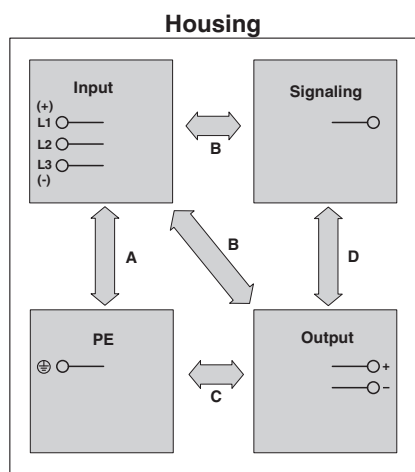 Housing
Input
Signaling
(+)
L1
L2
L3
(-)
B
A
B
D
PE
Output
+
−
C